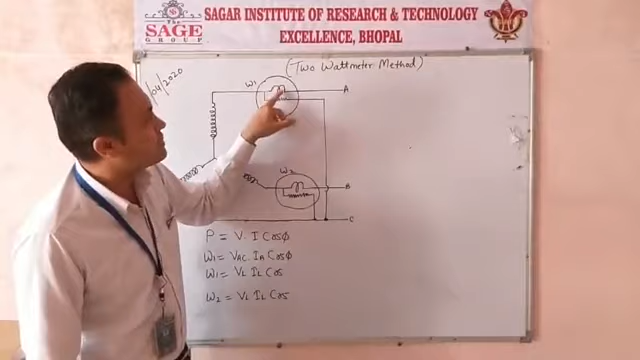 SAGAR INSTITUTE OF RESEARCH & TECHNOLOGY
EXCELLENCE, BHOPAL
The
SAGE
GROUP
(Two Wattmeter Method)
/04/2020
W1
A
W2
B
C
P = V. I Cosφ
W1 = VAC. IA Cosφ
W1 = VL IL Cos
W2 = VL IL Cos